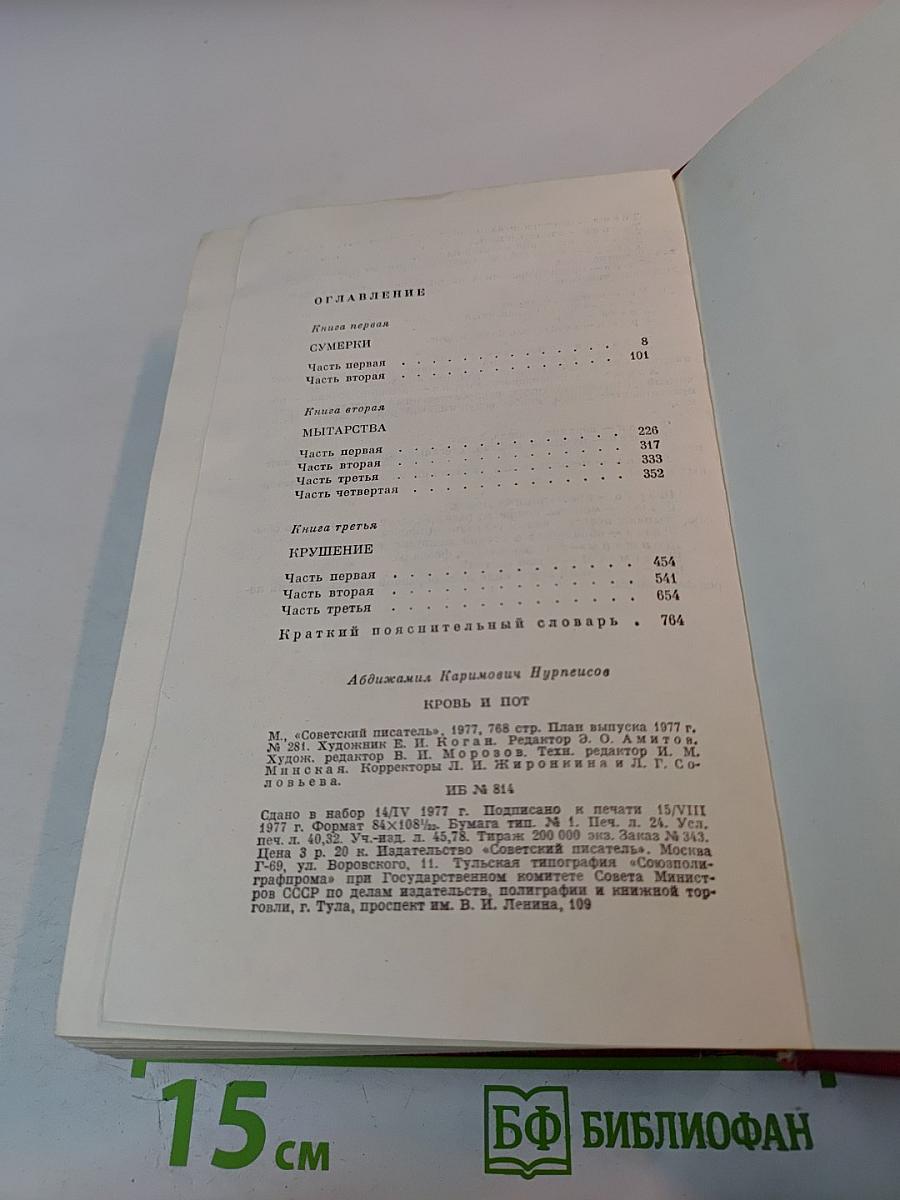 ОГЛАВЛЕНИЕ
Книга первая
СУМЕРКИ
Часть первая . . . . . . . . . . . . . 8
Часть вторая . . . . . . . . . . . . . 101
Книга вторая
МЫТАРСТВА
Часть первая . . . . . . . . . . . . . 226
Часть вторая . . . . . . . . . . . . . 317
Часть третья . . . . . . . . . . . . . 333
Часть четвертая . . . . . . . . . . . . 352
Книга третья
КРУШЕНИЕ
Часть первая . . . . . . . . . . . . . 454
Часть вторая . . . . . . . . . . . . . 541
Часть третья . . . . . . . . . . . . . 654
Краткий пояснительный словарь . 764
Абдижамил Каримович Нурпеисов
КРОВЬ И ПОТ
М., «Советский писатель», 1977, 768 стр. План выпуска 1977 г.
№ 281. Художник Е. И. Коган. Редактор Э. О. Амитов.
Худож. редактор В. И. Морозов. Техн. редактор И. М.
Минская. Корректоры Л. И. Жиронкина и Л. Г. Со-
ловьева.
ИБ № 814
Сдано в набор 14/IV 1977 г. Подписано к печати 15/VIII
1977 г. Формат 84×108¹/₃₂. Бумага тип. № 1. Печ. л. 24. Усл.
печ. л. 40,32. Уч.-изд. л. 45,78. Тираж 200 000 экз. Заказ № 343.
Цена 3 р. 20 к. Издательство «Советский писатель». Москва
Г-69, ул. Воровского, 11. Тульская типография «Союзполи-
графпрома» при Государственном комитете Совета Минист-
ров СССР по делам издательств, полиграфии и книжной тор-
говли, г. Тула, проспект им. В. И. Ленина, 109
15 см
БФ БИБЛИОФАН